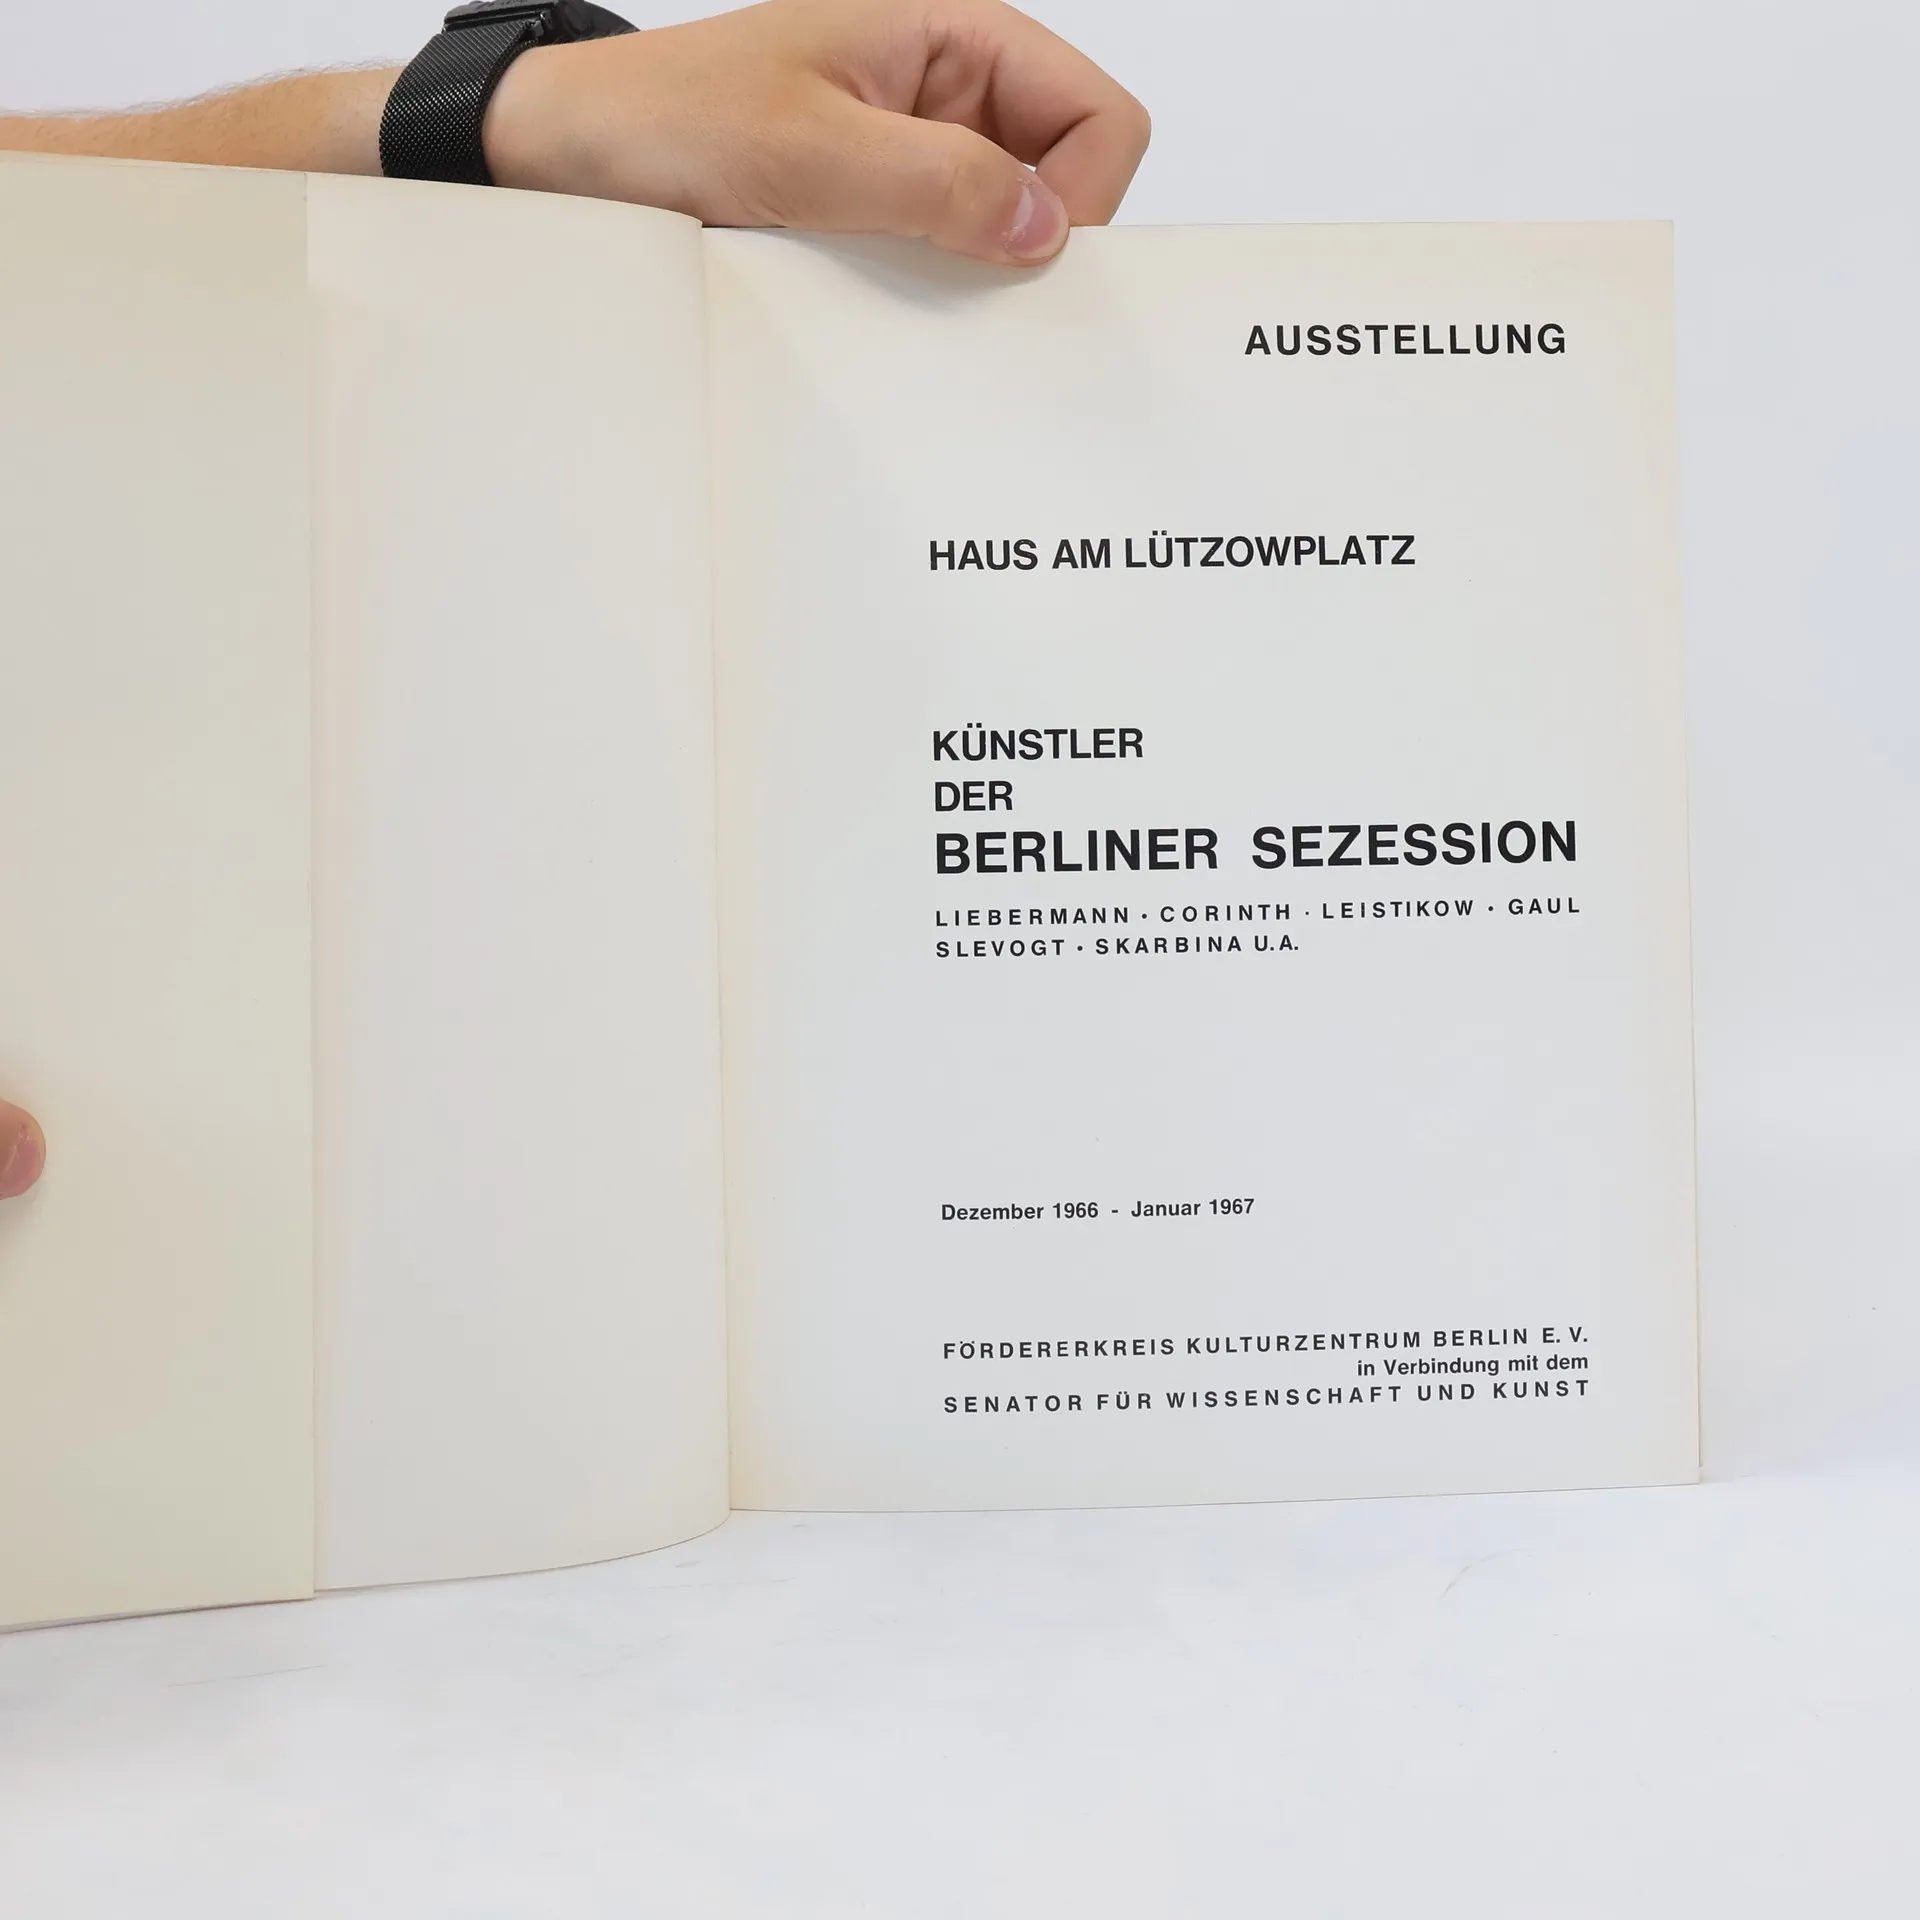 AUSSTELLUNG
HAUS AM LÜTZOWPLATZ
KÜNSTLER
DER
BERLINER SEZESSION
LIEBERMANN · CORINTH · LEISTIKOW · GAUL
SLEVOGT · SKARBINA U.A.
Dezember 1966 - Januar 1967
FÖRDERERKREIS KULTURZENTRUM BERLIN E. V.
in Verbindung mit dem
SENATOR FÜR WISSENSCHAFT UND KUNST